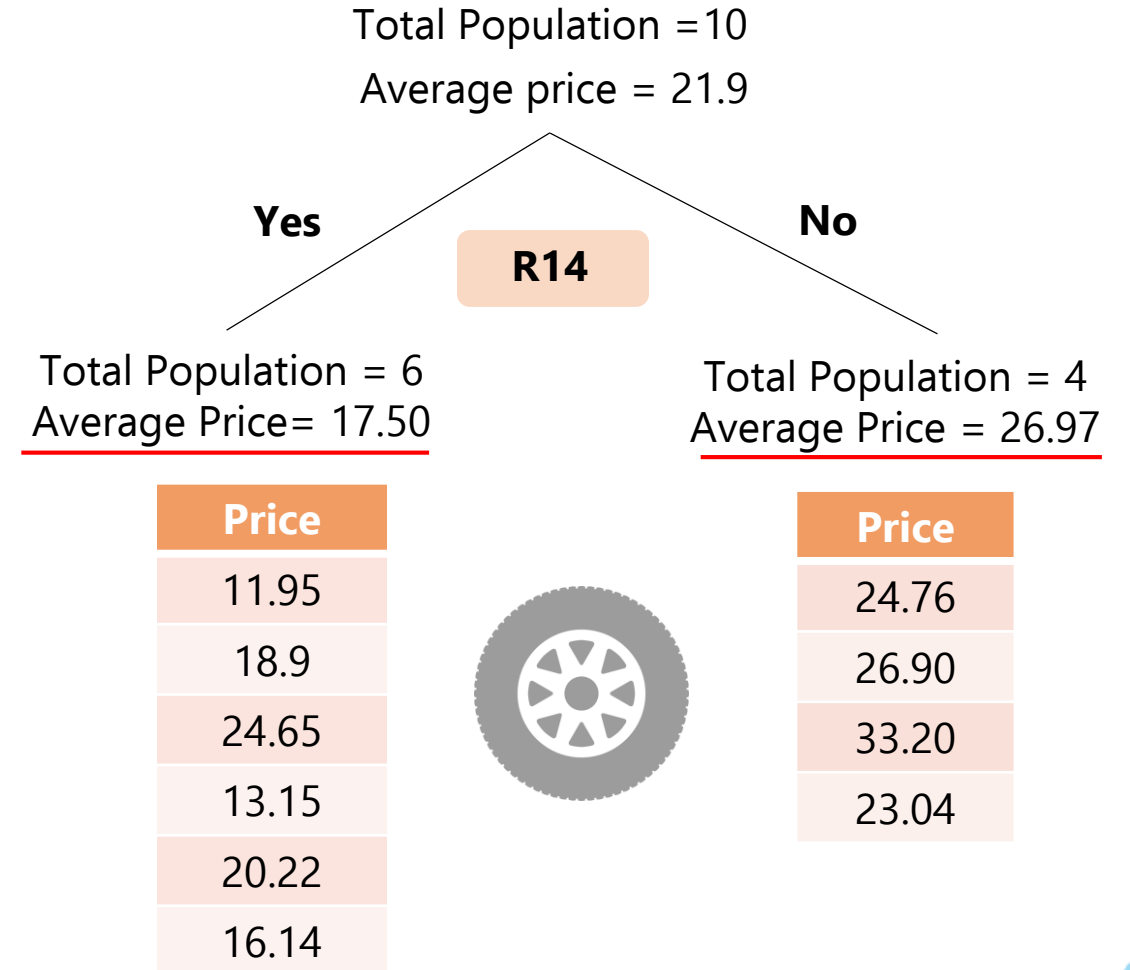 Total Population =10
Average price = 21.9
Yes
No
R14
Total Population = 6
Average Price= 17.50
Total Population = 4
Average Price = 26.97
Price
11.95
18.9
24.65
13.15
20.22
16.14
Price
24.76
26.90
33.20
23.04